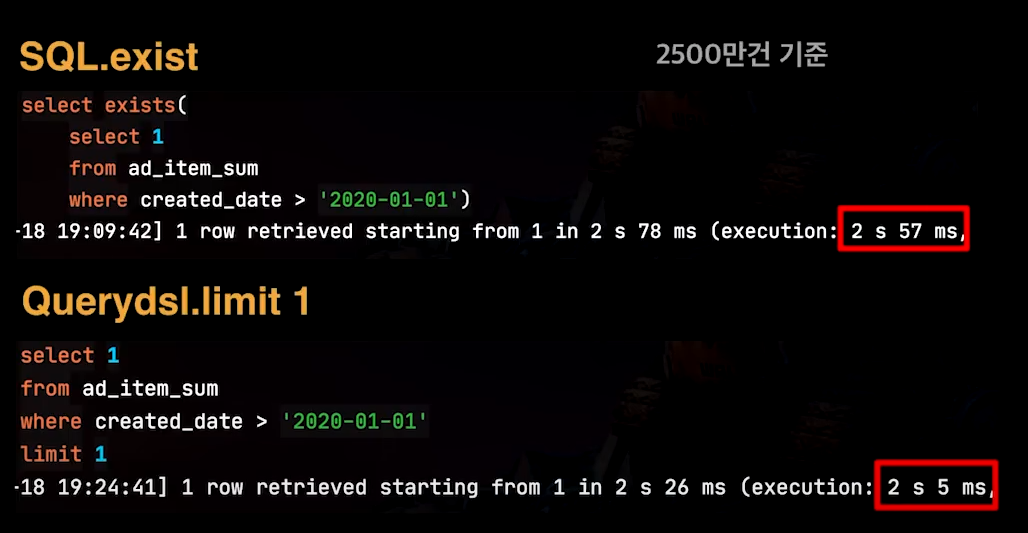 SQL.exist
2500만건 기준
select exists(
select 1
from ad_item_sum
where created_date > '2020-01-01')
-18 19:09:42] 1 row retrieved starting from 1 in 2 s 78 ms (execution: 2 s 57 ms,
Querydsl.limit 1
select 1
from ad_item_sum
where created_date > '2020-01-01'
limit 1
-18 19:24:41] 1 row retrieved starting from 1 in 2 s 26 ms (execution: 2 s 5 ms,